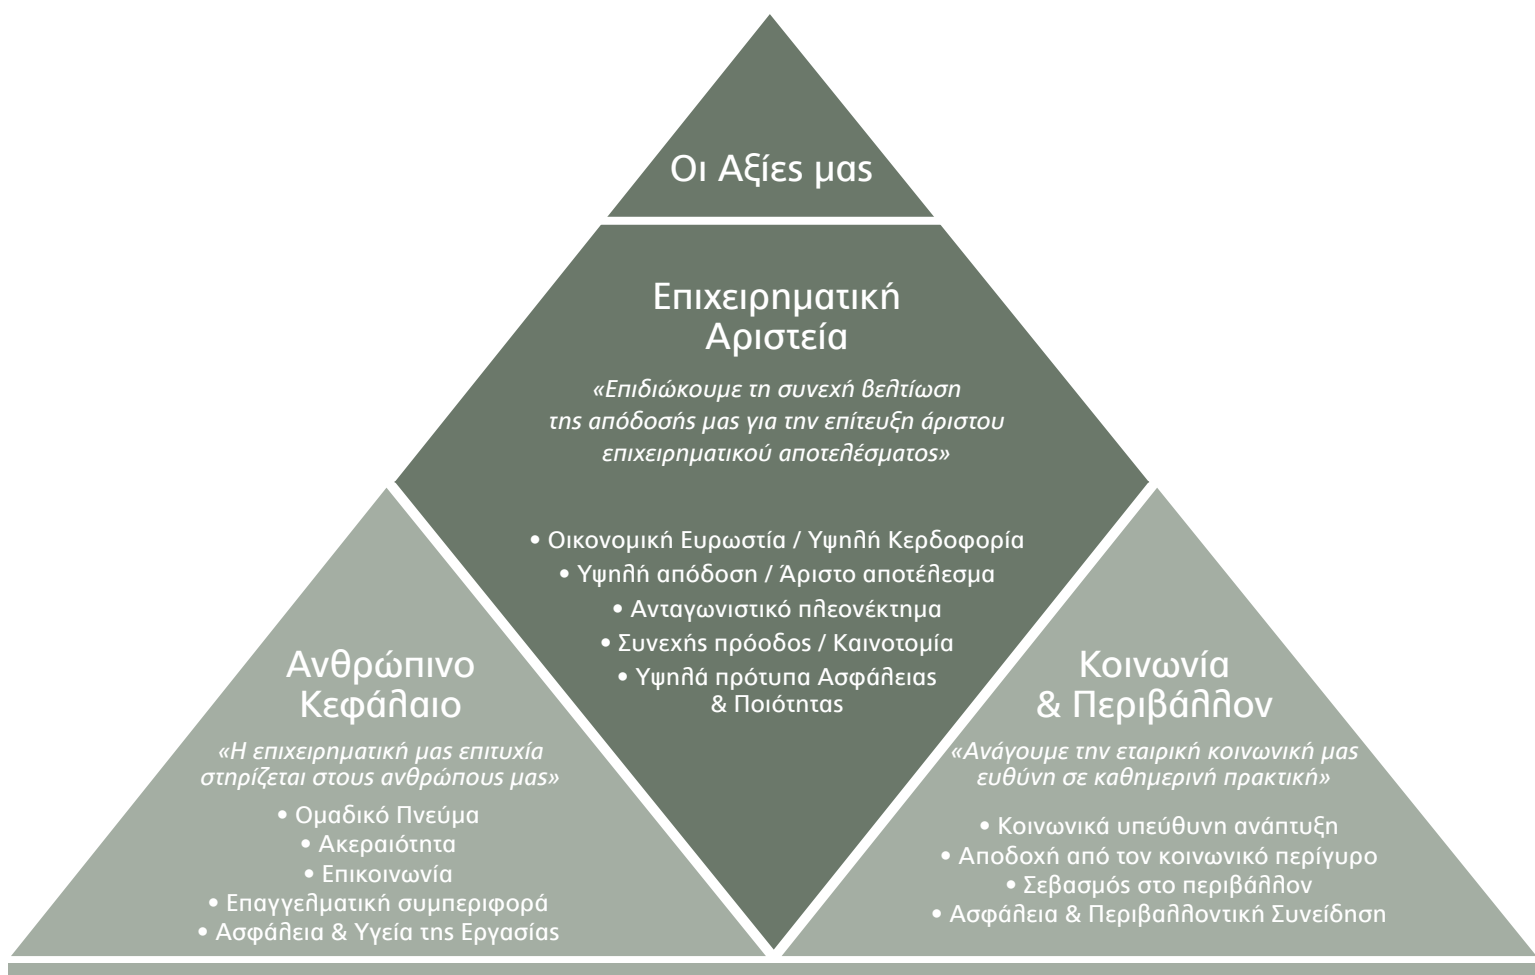 Οι Αξίες μας
Επιχειρηματική
Αριστεία
«Επιδιώκουμε τη συνεχή βελτίωση
της απόδοσής μας για την επίτευξη άριστου
επιχειρηματικού αποτελέσματος»
• Οικονομική Ευρωστία / Υψηλή Κερδοφορία
• Υψηλή απόδοση / Άριστο αποτέλεσμα
• Ανταγωνιστικό πλεονέκτημα
• Συνεχής πρόοδος / Καινοτομία
• Υψηλά πρότυπα Ασφάλειας
& Ποιότητας
Ανθρώπινο
Κεφάλαιο
«Η επιχειρηματική μας επιτυχία
στηρίζεται στους ανθρώπους μας»
• Ομαδικό Πνεύμα
• Ακεραιότητα
• Επικοινωνία
• Επαγγελματική συμπεριφορά
• Ασφάλεια & Υγεία της Εργασίας
Κοινωνία
& Περιβάλλον
«Ανάγουμε την εταιρική κοινωνική μας
ευθύνη σε καθημερινή πρακτική»
• Κοινωνικά υπεύθυνη ανάπτυξη
• Αποδοχή από τον κοινωνικό περίγυρο
• Σεβασμός στο περιβάλλον
• Ασφάλεια & Περιβαλλοντική Συνείδηση